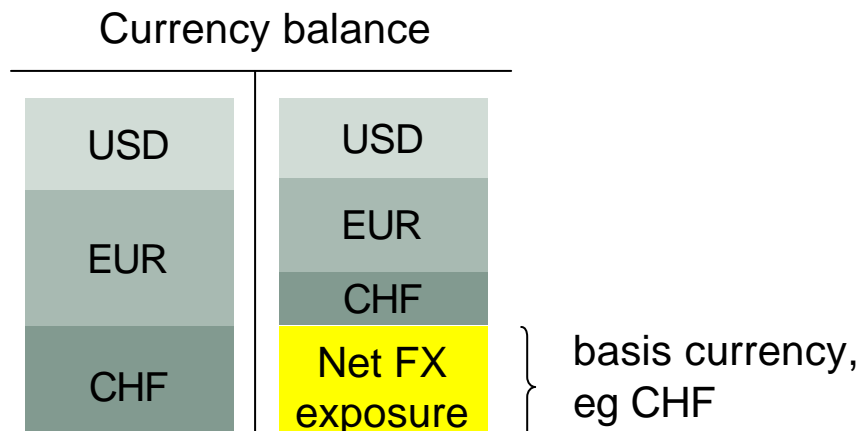 Currency balance
USD
EUR
CHF
USD
EUR
CHF
Net FX
exposure
basis currency,
eg CHF